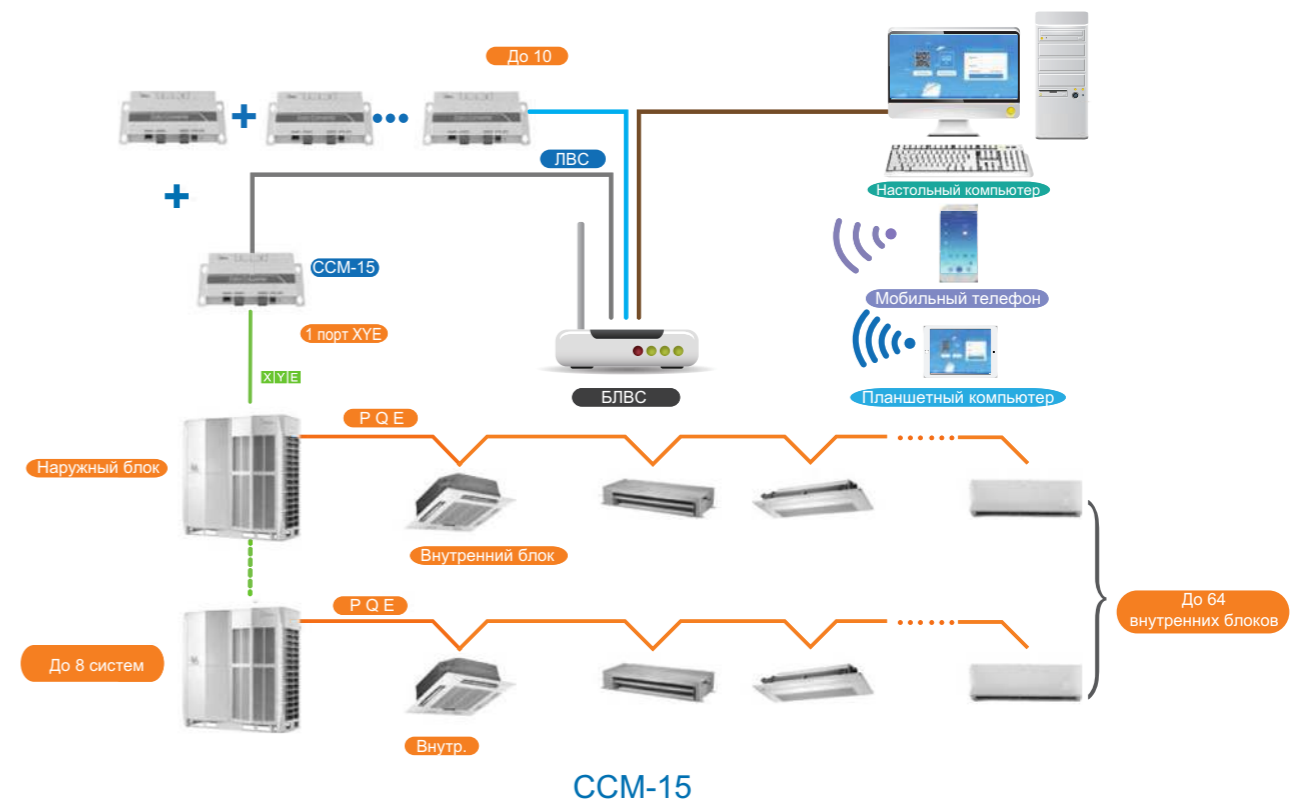 До 10
ЛВС
Настольный компьютер
CCM-15
Мобильный телефон
1 порт XYE
X Y E
БЛВС
Планшетный компьютер
P Q E
Наружный блок
Внутренний блок
До 64
внутренних блоков
P Q E
До 8 систем
Внутр.
CCM-15